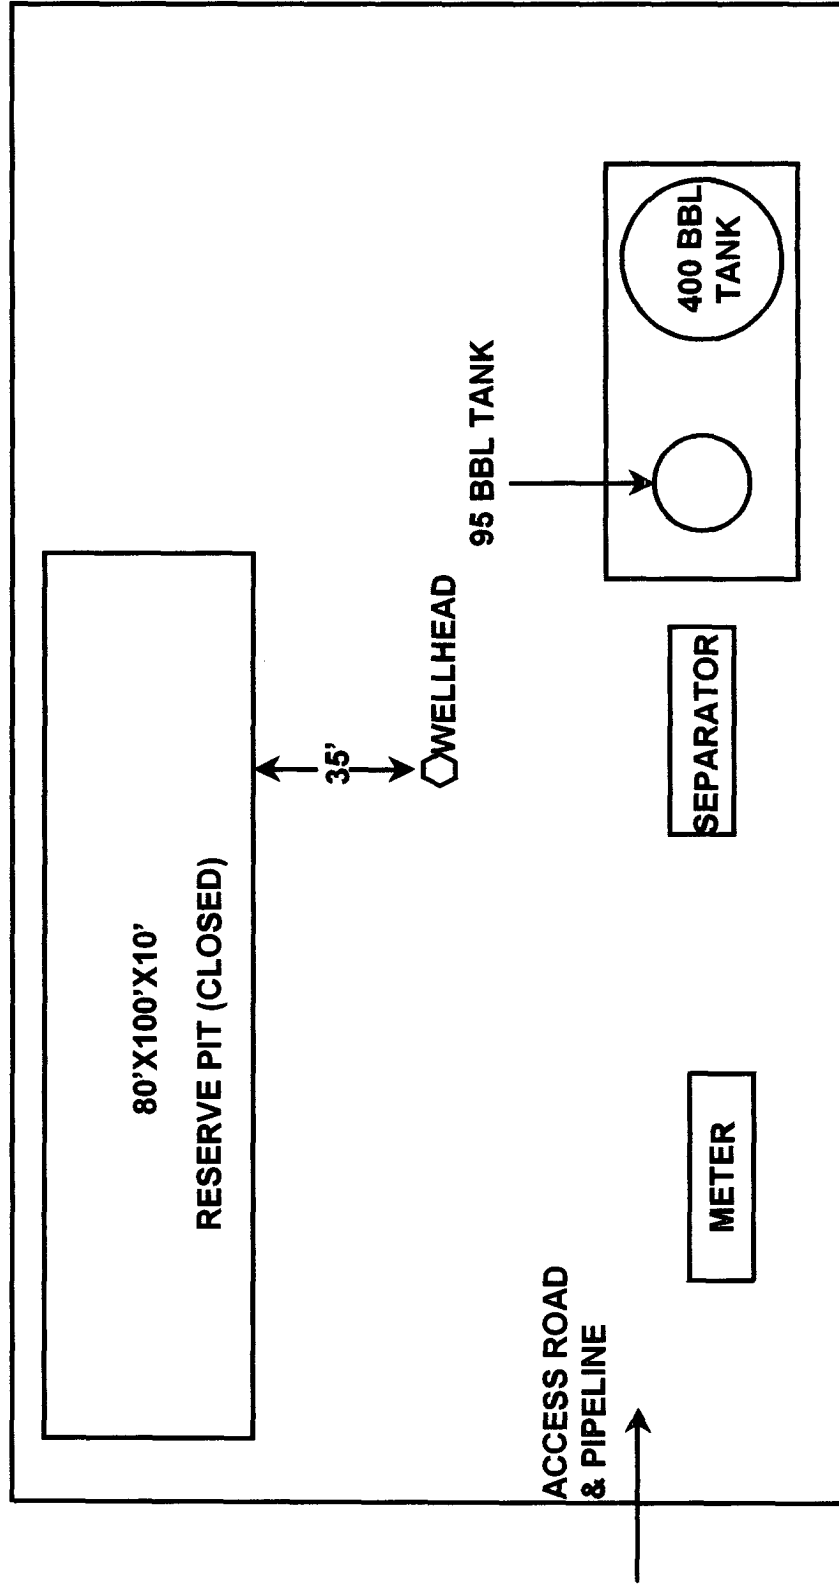 80'X100'X10'
RESERVE PIT (CLOSED)
35'
WELLHEAD
95 BBL TANK
400 BBL
TANK
SEPARATOR
METER
ACCESS ROAD
& PIPELINE